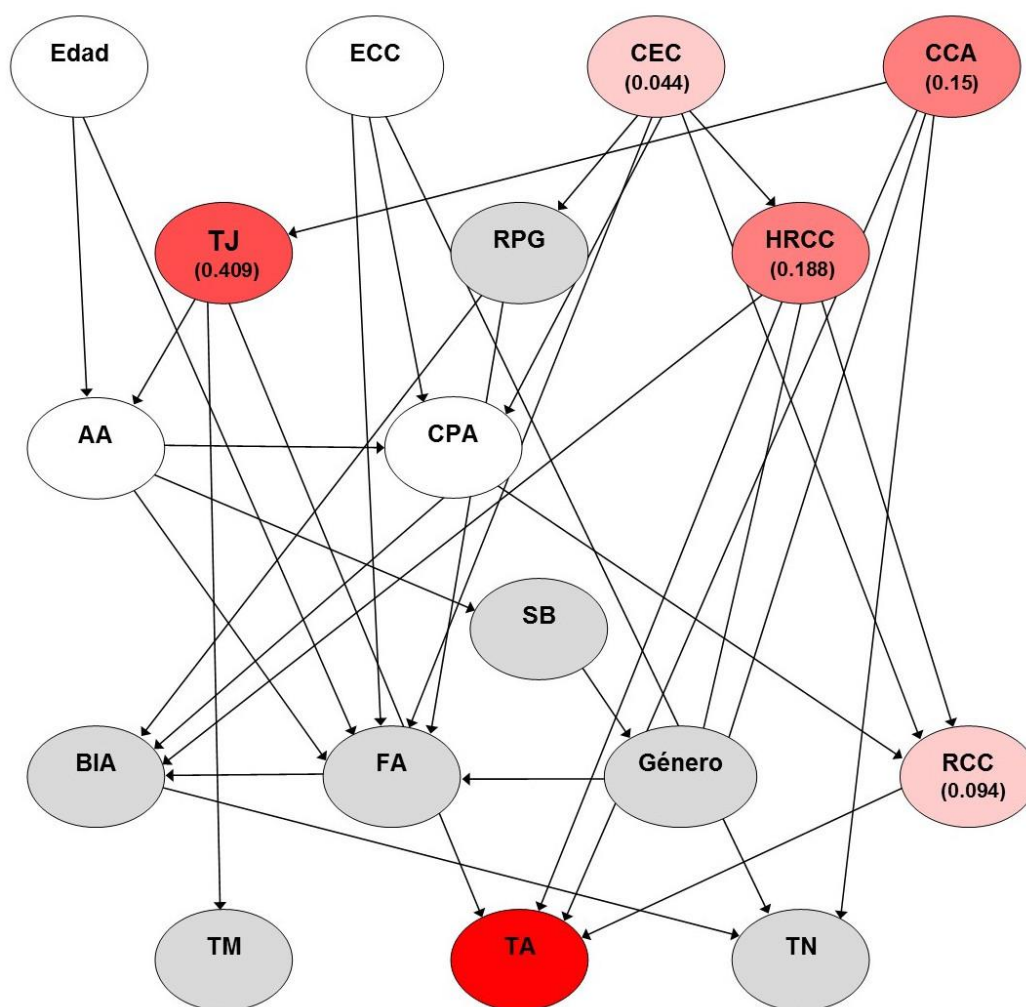 Edad
ECC
CEC
(0.044)
CCA
(0.15)
TJ
(0.409)
RPG
HRCC
(0.188)
AA
CPA
SB
BIA
FA
Género
RCC
(0.094)
TM
TA
TN